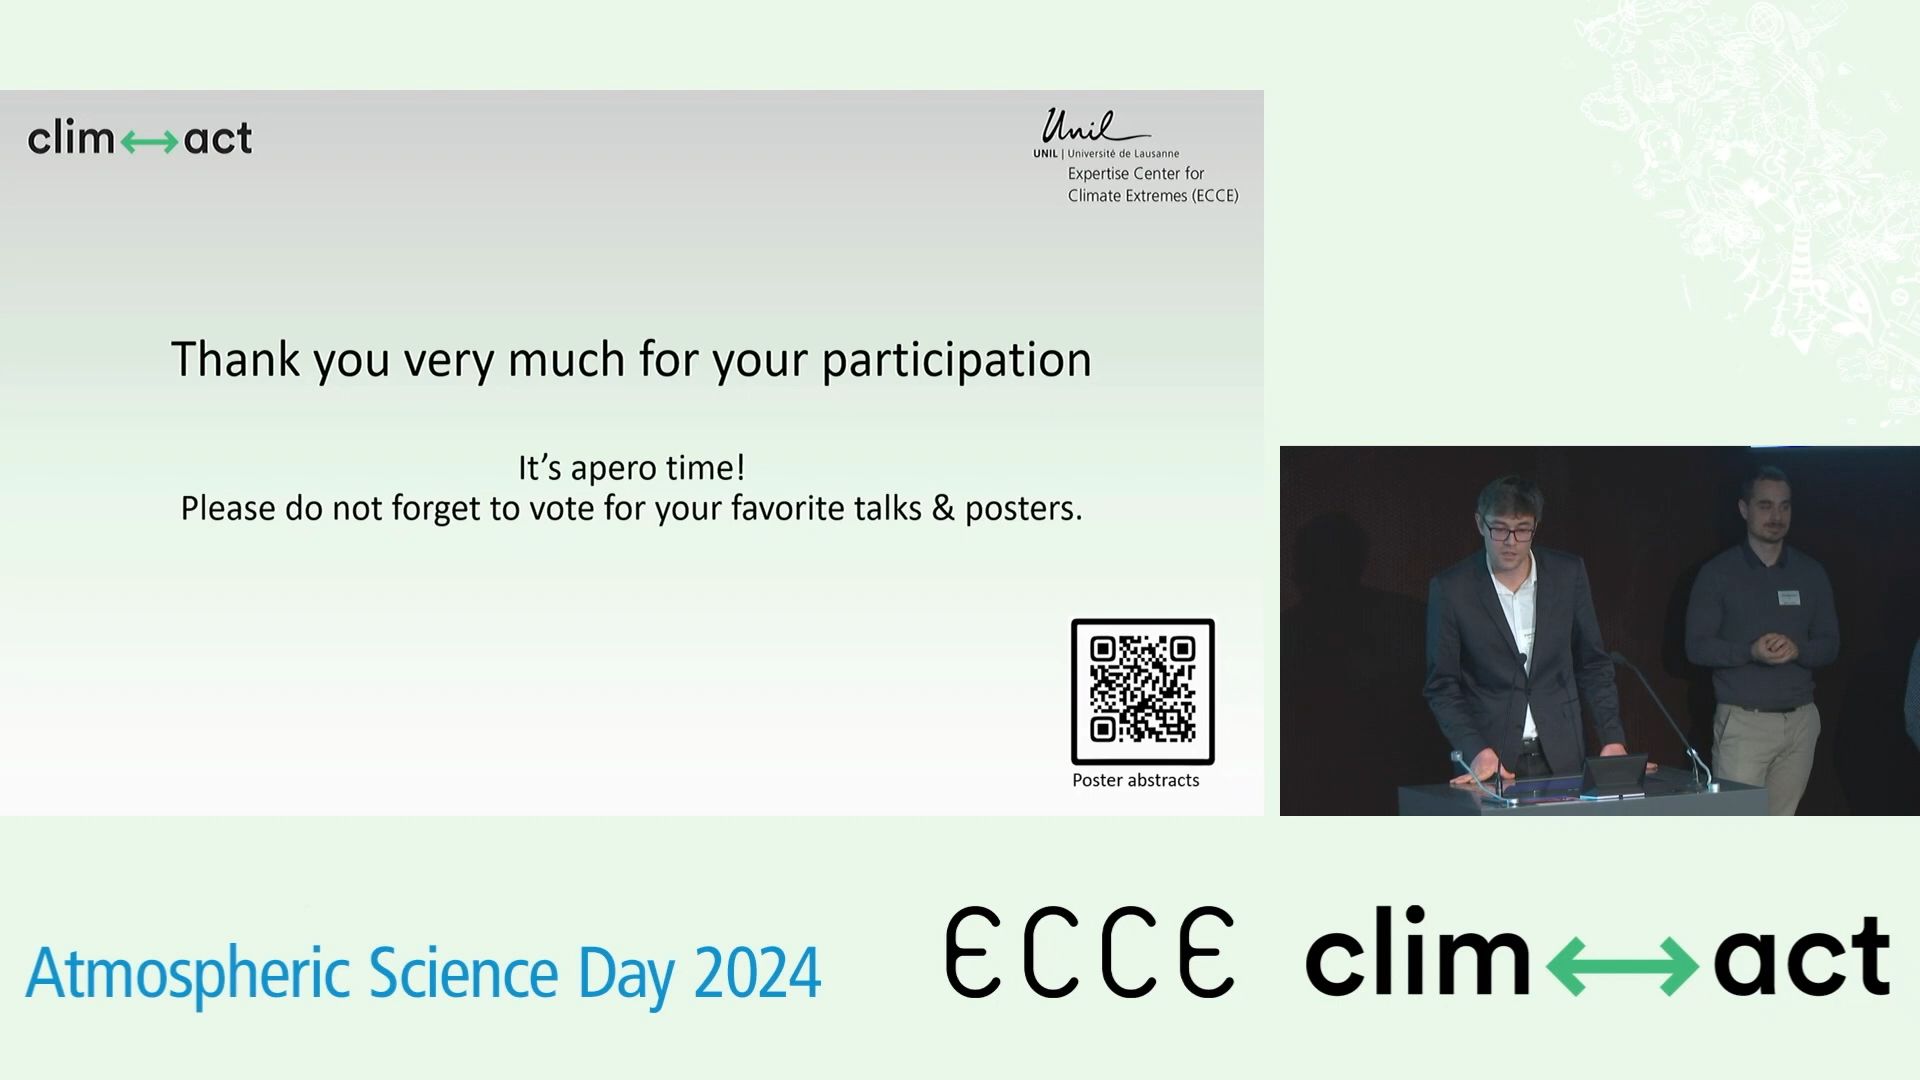 clim↔act
Unil
UNIL | Université de Lausanne
Expertise Center for
Climate Extremes (ECCE)
Thank you very much for your participation
It's apero time!
Please do not forget to vote for your favorite talks & posters.
Poster abstracts
Atmospheric Science Day 2024
ECCE
clim↔act